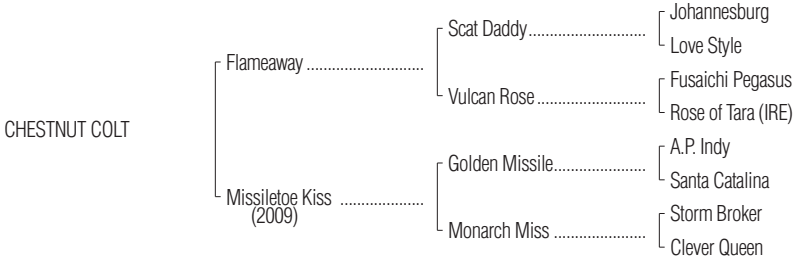 Johannesburg
Scat Daddy..............................
Love Style
Flameaway ..............................
Fusaichi Pegasus
Vulcan Rose............................
Rose of Tara (IRE)
CHESTNUT COLT
A.P. Indy
Golden Missile.........................
Santa Catalina
Missiletoe Kiss .....................
(2009)
Storm Broker
Monarch Miss ........................
Clever Queen